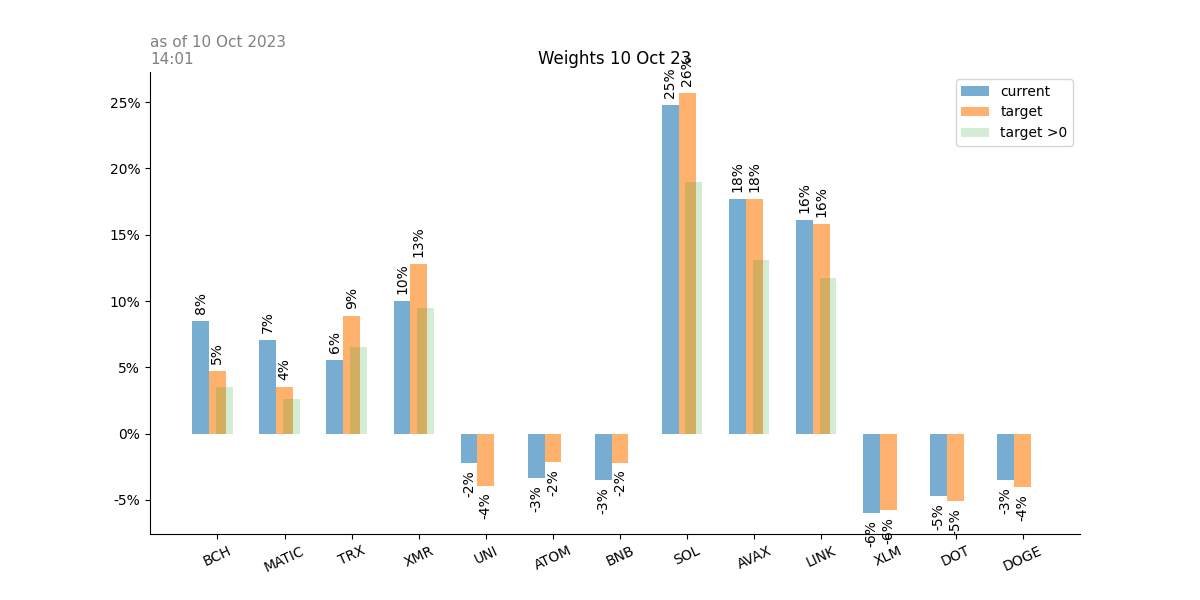 as of 10 Oct 2023
14:01
Weights 10 Oct 23
current
target
target >0
25%
20%
15%
10%
5%
0%
-5%
8%
5%
7%
4%
6%
9%
10%
13%
-2%
-4%
-3%
-2%
-3%
-2%
25%
26%
18%
18%
16%
16%
-6%
-6%
-5%
-5%
-3%
-4%
BCH
MATIC
TRX
XMR
UNI
ATOM
BNB
SOL
AVAX
LINK
XLM
DOT
DOGE